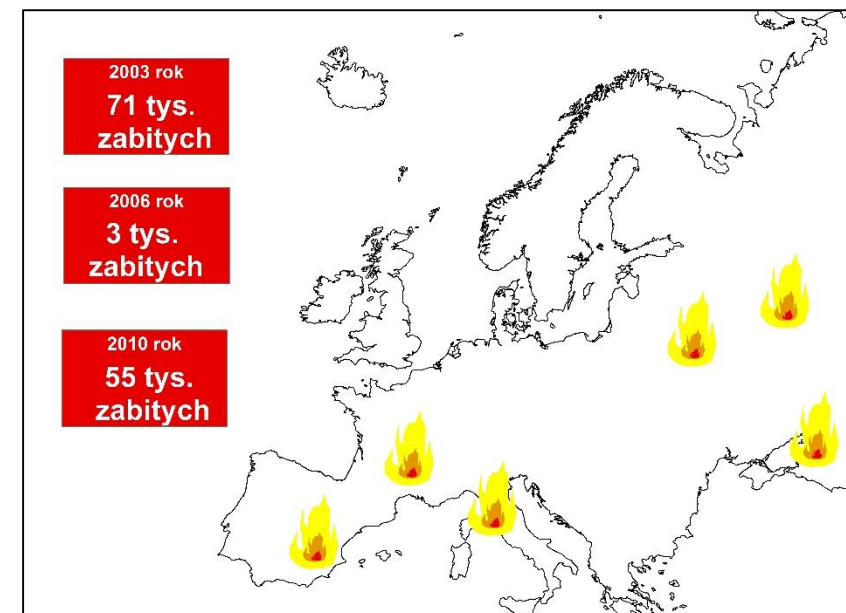 2003 rok
71 tys.
zabitych
2006 rok
3 tys.
zabitych
2010 rok
55 tys.
zabitych